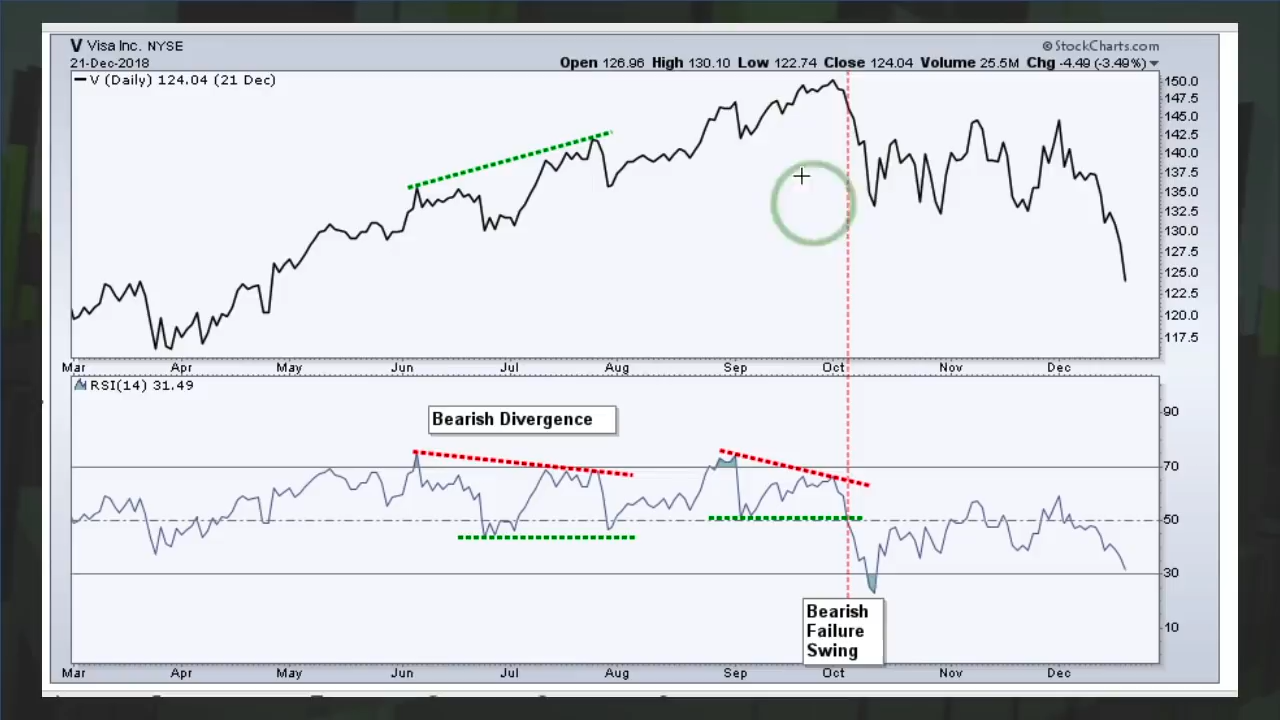 V Visa Inc. NYSE
© StockCharts.com
21-Dec-2018
Open 126.96 High 130.10 Low 122.74 Close 124.04 Volume 25.5M Chg -4.49 (-3.49%)
V (Daily) 124.04 (21 Dec)
150.0
147.5
145.0
142.5
140.0
137.5
135.0
132.5
130.0
127.5
125.0
122.5
120.0
117.5
Mar Apr May Jun Jul Aug Sep Oct Nov Dec
RSI(14) 31.49
90
Bearish Divergence
70
50
30
10
Bearish
Failure
Swing
Mar Apr May Jun Jul Aug Sep Oct Nov Dec